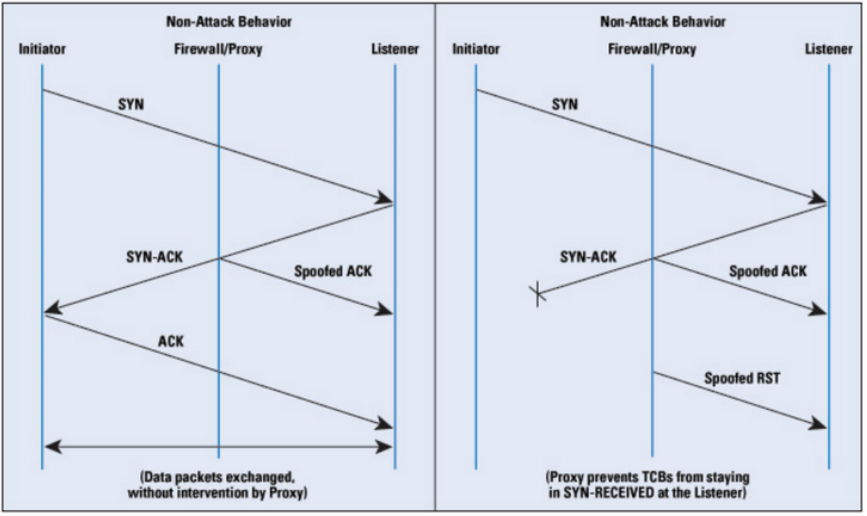 Non-Attack Behavior
Initiator Firewall/Proxy Listener
SYN
SYN-ACK
Spoofed ACK
ACK
(Data packets exchanged,
without intervention by Proxy)
Non-Attack Behavior
Initiator Firewall/Proxy Listener
SYN
SYN-ACK
Spoofed ACK
Spoofed RST
(Proxy prevents TCBs from staying
in SYN-RECEIVED at the Listener)